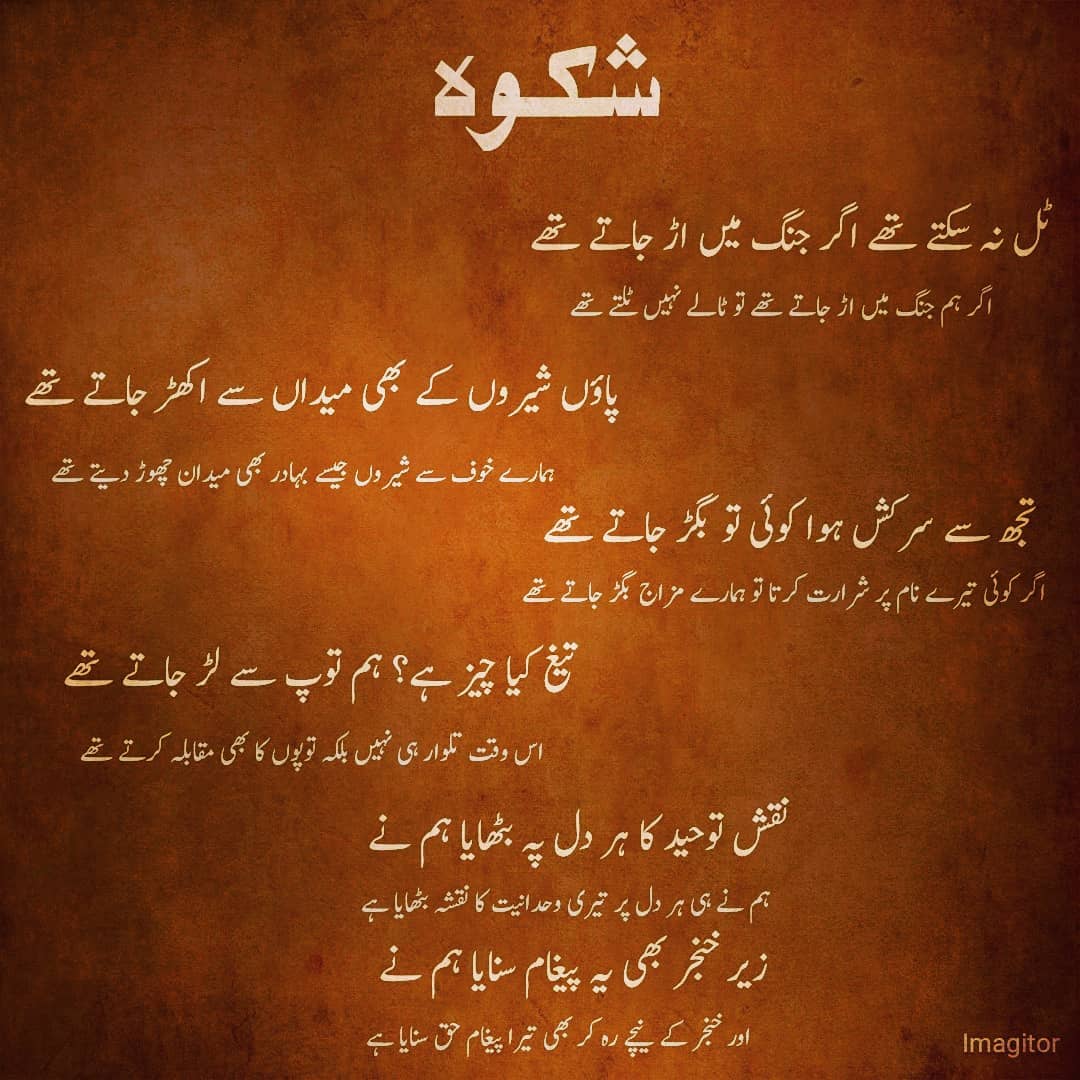 شکوہ
ٹل نہ سکتے تھے اگر جنگ میں اڑ جاتے تھے
اگر ہم جنگ میں اڑ جاتے تھے تو ٹالے نہیں ٹلتے تھے
پاؤں شیروں کے بھی میداں سے اکھڑ جاتے تھے
ہمارے خوف سے شیروں جیسے بہادر بھی میدان چھوڑ دیتے تھے
تجھ سے سرکش ہوا کوئی تو بگڑ جاتے تھے
اگر کوئی تیرے نام پر شرارت کرتا تو ہمارے مزاج بگڑ جاتے تھے
تیغ کیا چیز ہے؟ ہم توپ سے لڑ جاتے تھے
اس وقت تلوار ہی نہیں بلکہ توپوں کا بھی مقابلہ کرتے تھے
نقش توحید کا ہر دل پہ بٹھایا ہم نے
ہم نے ہی ہر دل پر تیری وحدانیت کا نقشہ بٹھایا ہے
زیر خنجر بھی یہ پیغام سنایا ہم نے
اور خنجر کے نیچے رہ کر بھی تیرا پیغام حق سنایا ہے
Imagitor